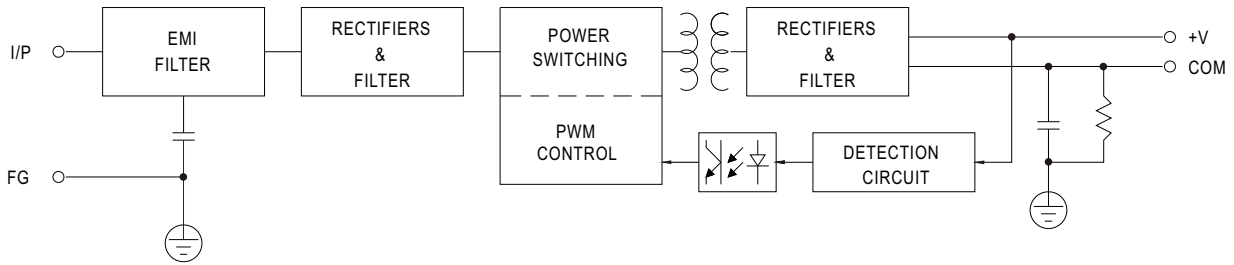 I/P
EMI
FILTER
RECTIFIERS
&
FILTER
POWER
SWITCHING
RECTIFIERS
&
FILTER
+V
COM
PWM
CONTROL
DETECTION
CIRCUIT
FG